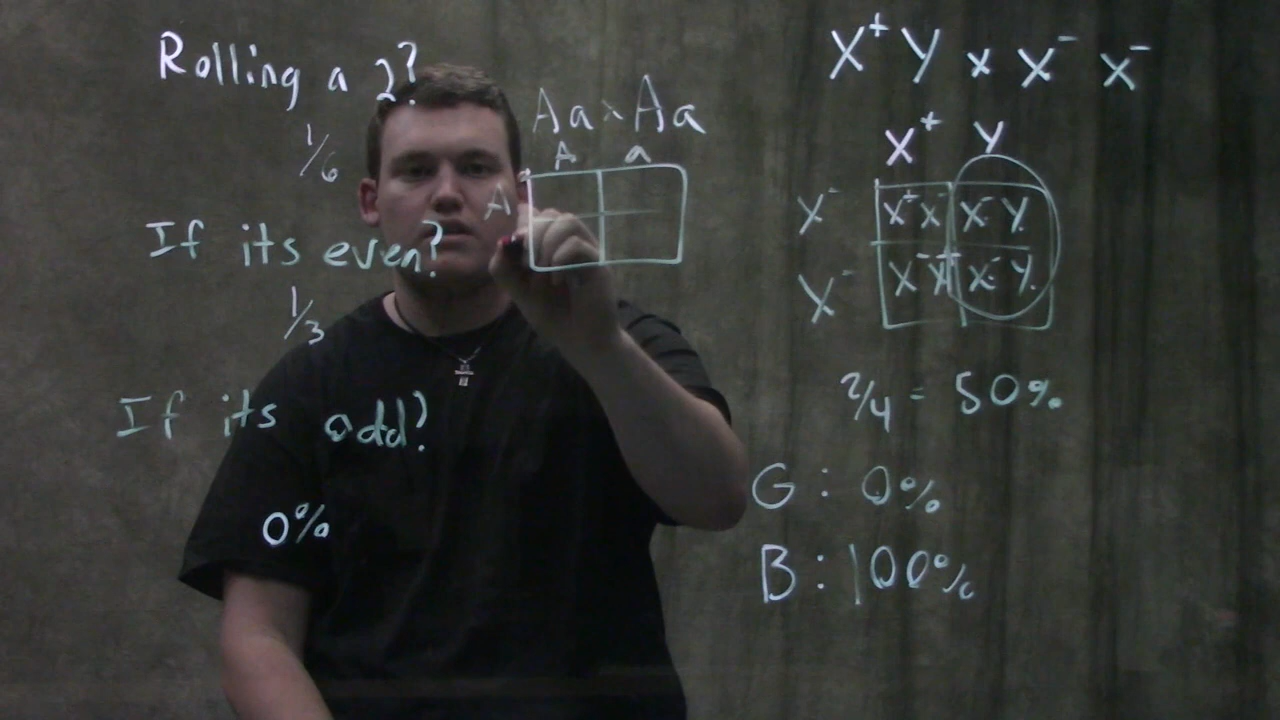 Rolling a 2?
1/6
If its even?
1/3
If its odd?
0%
Aa x Aa
A a
A
X⁺ Y x X⁻ X⁻
X⁺ Y
X⁻ X⁺X⁻ X⁻Y
X⁻ X⁻X⁺ X⁻Y
2/4 = 50%
G: 0%
B: 100%